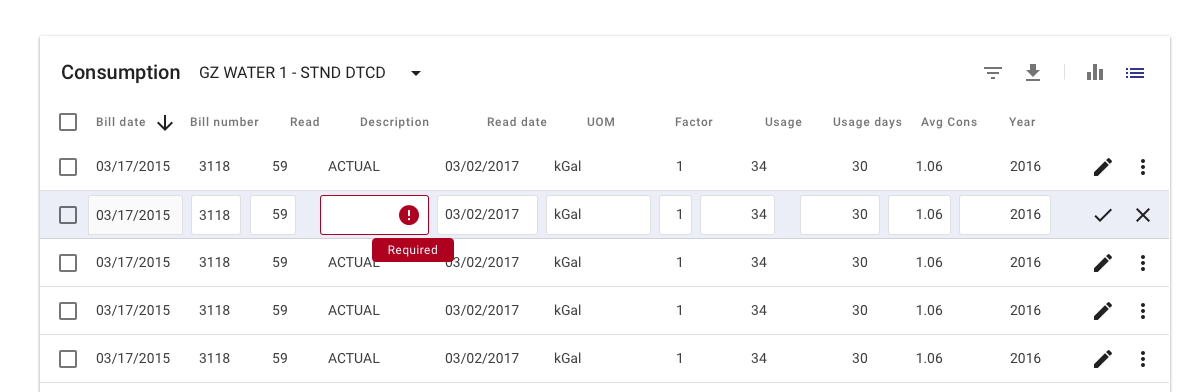 Consumption GZ WATER 1 - STND DTCD
Bill date Bill number Read Description Read date UOM Factor Usage Usage days Avg Cons Year
03/17/2015 3118 59 ACTUAL 03/02/2017 kGal 1 34 30 1.06 2016
03/17/2015 3118 59 03/02/2017 kGal 1 34 30 1.06 2016
Required
03/17/2015 3118 59 ACTUAL 03/02/2017 kGal 1 34 30 1.06 2016
03/17/2015 3118 59 ACTUAL 03/02/2017 kGal 1 34 30 1.06 2016
03/17/2015 3118 59 ACTUAL 03/02/2017 kGal 1 34 30 1.06 2016